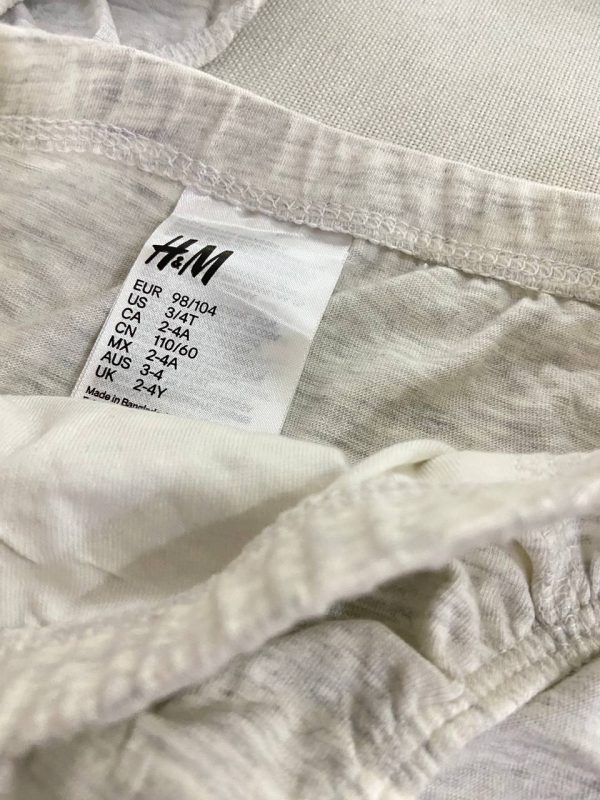 H&M
EUR 98/104
US 3/4T
CA 2-4A
CN 110/60
MX 2-4A
AUS 3-4
UK 2-4Y
Made in